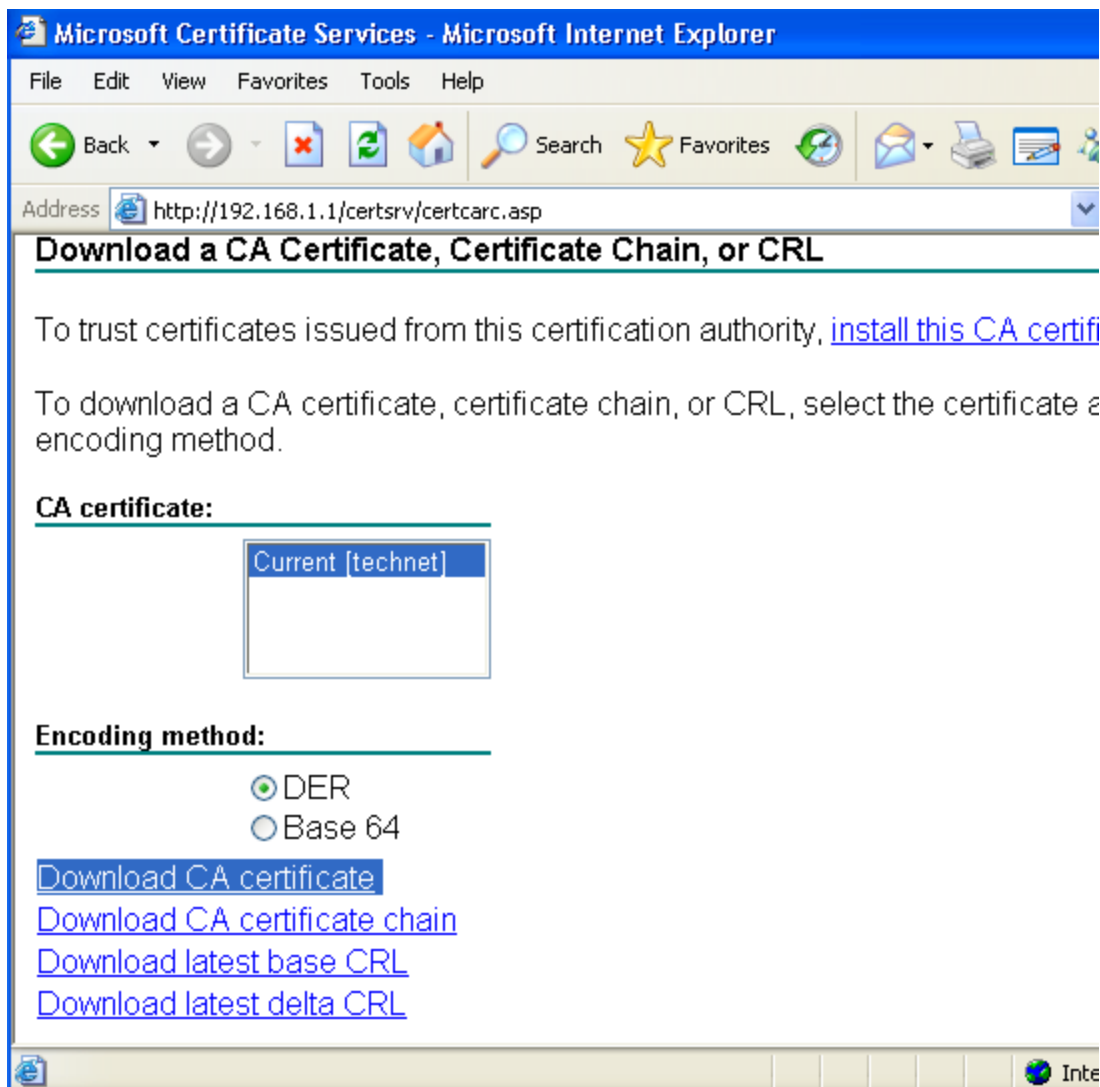 Microsoft Certificate Services - Microsoft Internet Explorer
File Edit View Favorites Tools Help
Back Search Favorites
Address http://192.168.1.1/certsrv/certcarc.asp
Download a CA Certificate, Certificate Chain, or CRL
To trust certificates issued from this certification authority, install this CA certifi
To download a CA certificate, certificate chain, or CRL, select the certificate a
encoding method.
CA certificate:
Current [technet]
Encoding method:
DER
Base 64
Download CA certificate
Download CA certificate chain
Download latest base CRL
Download latest delta CRL
Inte